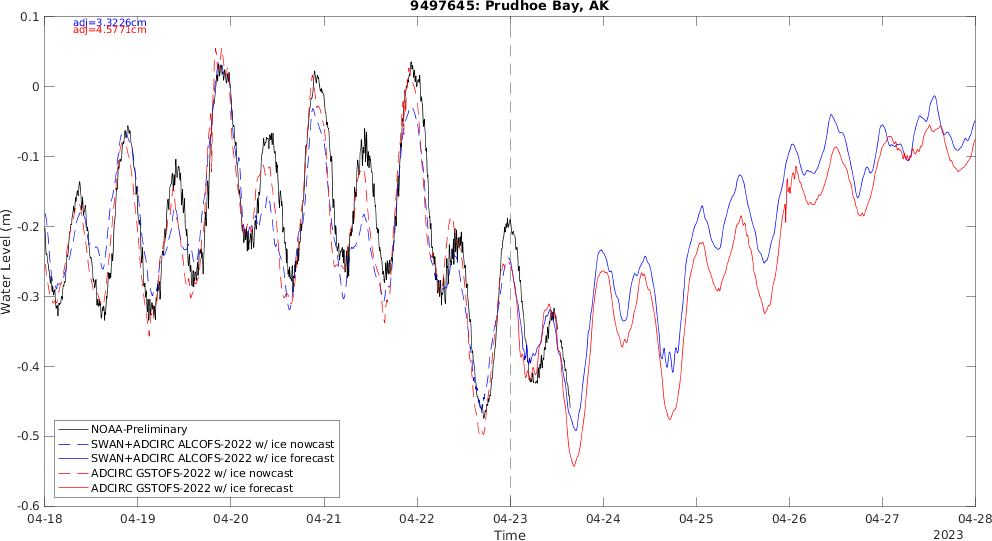 9497645: Prudhoe Bay, AK
adj=3.3226cm
adj=4.5771cm
0.1
0
-0.1
-0.2
-0.3
-0.4
-0.5
-0.6
Water Level (m)
NOAA-Preliminary
SWAN+ADCIRC ALCOFS-2022 w/ ice nowcast
SWAN+ADCIRC ALCOFS-2022 w/ ice forecast
ADCIRC GSTOFS-2022 w/ ice nowcast
ADCIRC GSTOFS-2022 w/ ice forecast
04-18 04-19 04-20 04-21 04-22 04-23 04-24 04-25 04-26 04-27 04-28
Time
2023